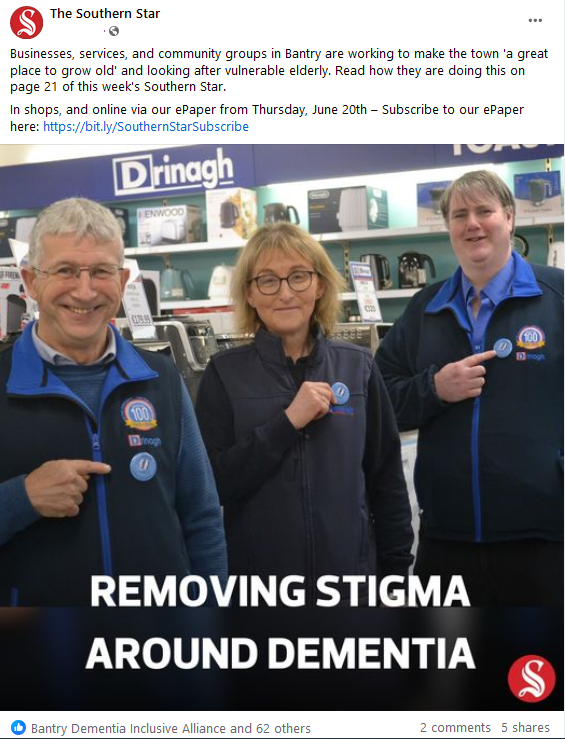 The Southern Star
Businesses, services, and community groups in Bantry are working to make the town 'a great
place to grow old' and looking after vulnerable elderly. Read how they are doing this on
page 21 of this week's Southern Star.
In shops, and online via our ePaper from Thursday, June 20th – Subscribe to our ePaper
here: https://bit.ly/SouthernStarSubscribe
Drinagh
TOAST
KENWOOD
100
Drinagh
100
Drinagh
REMOVING STIGMA
AROUND DEMENTIA
S
Bantry Dementia Inclusive Alliance and 62 others
2 comments 5 shares